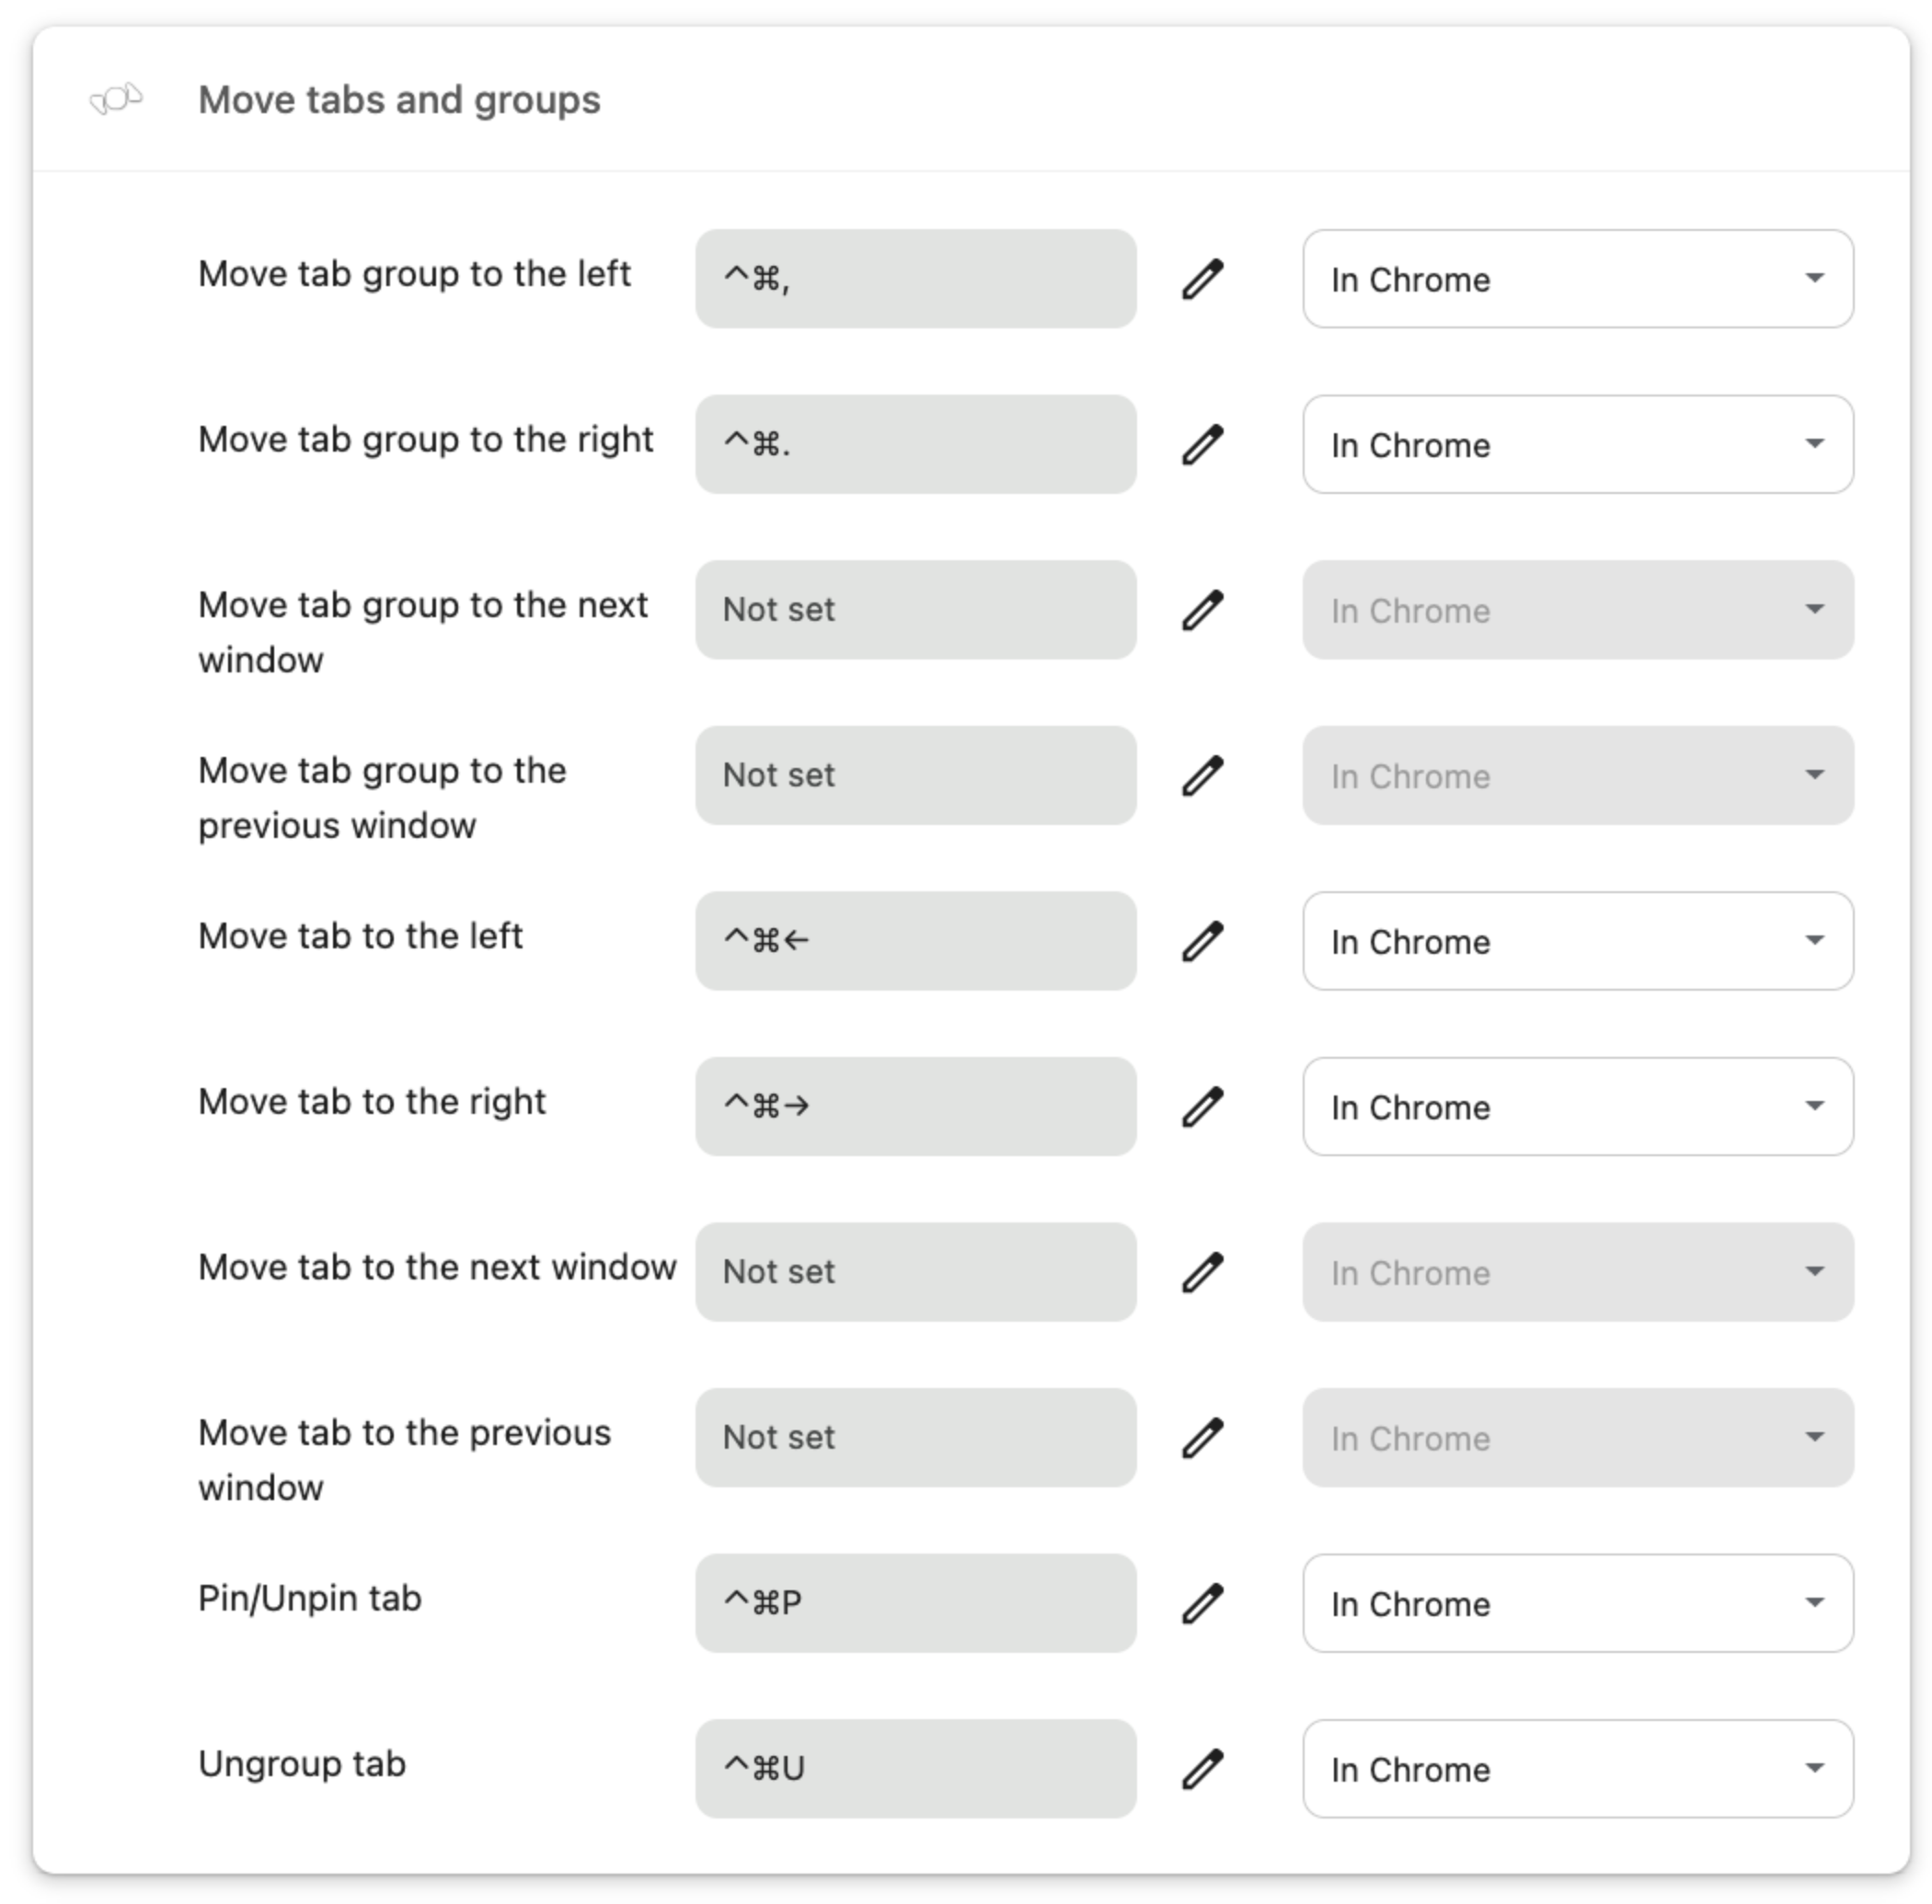 Move tabs and groups
Move tab group to the left
^⌘,
In Chrome
Move tab group to the right
^⌘.
In Chrome
Move tab group to the next
window
Not set
In Chrome
Move tab group to the
previous window
Not set
In Chrome
Move tab to the left
^⌘←
In Chrome
Move tab to the right
^⌘→
In Chrome
Move tab to the next window
Not set
In Chrome
Move tab to the previous
window
Not set
In Chrome
Pin/Unpin tab
^⌘P
In Chrome
Ungroup tab
^⌘U
In Chrome